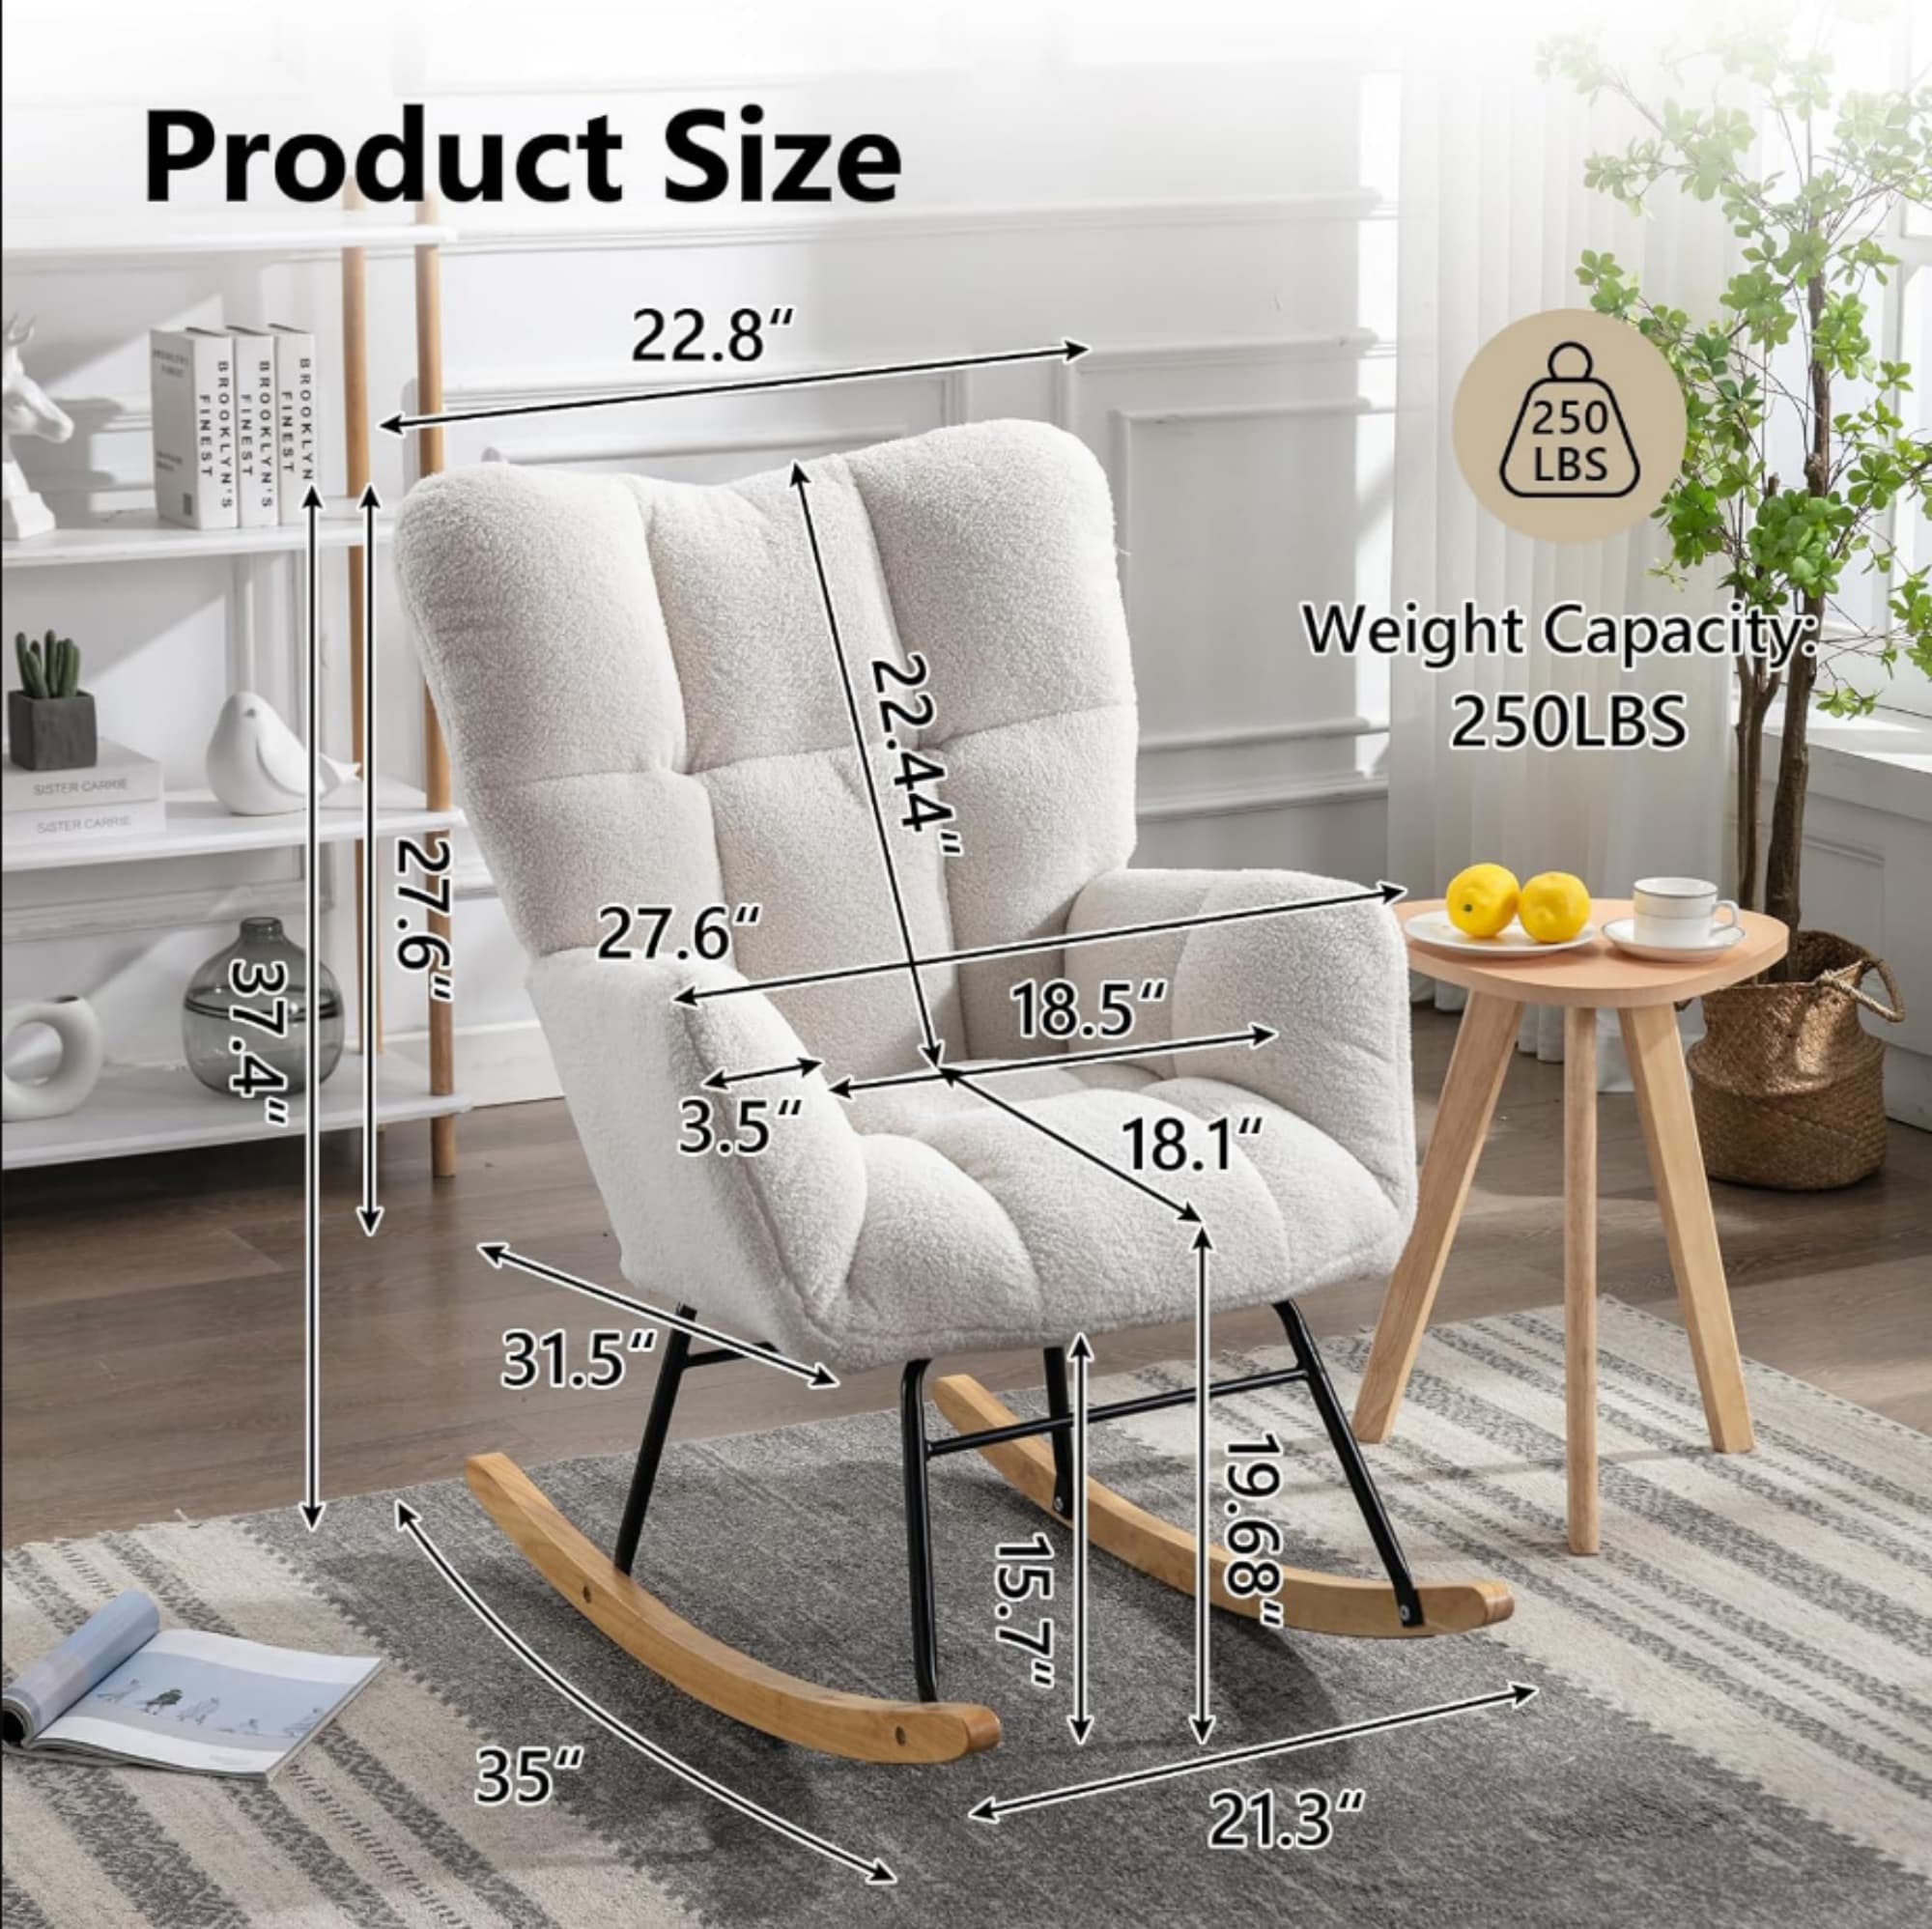 Product Size
22.8“
BROOKLYN'S
FINEST
BROOKLYN'S
FINEST
BROOKLYN
FINEST
250
LBS
Weight Capacity:
250LBS
22.44“
SISTER CARRIE
SISTER CARRIE
27.6“
27.6“
37.4“
18.5“
3.5“
18.1“
31.5“
19.68“
15.7“
35“
21.3“